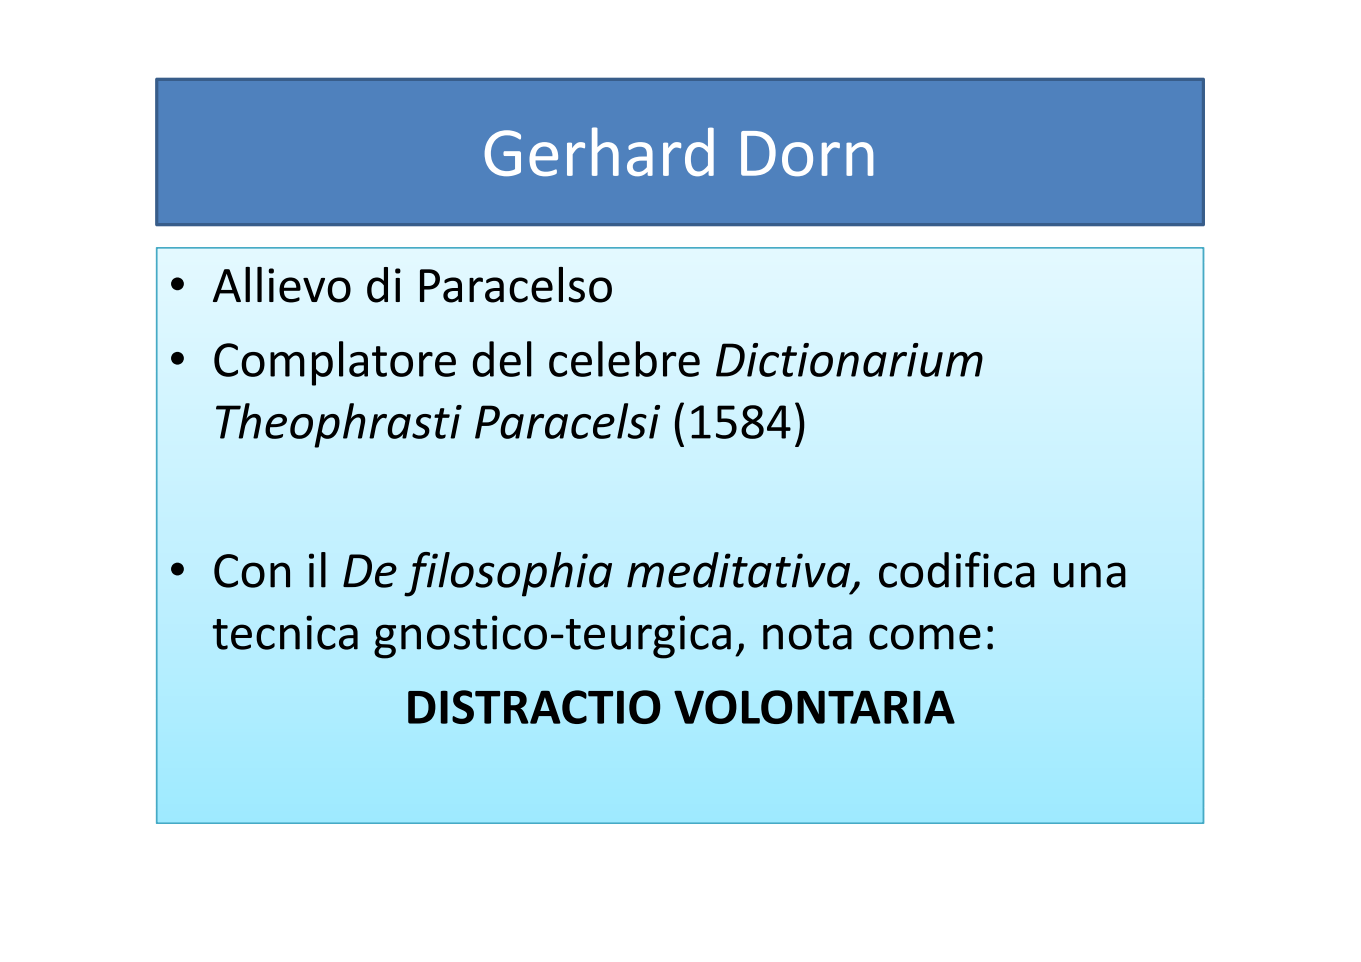 Gerhard Dorn
• Allievo di Paracelso
• Complatore del celebre Dictionarium
Theophrasti Paracelsi (1584)
• Con il De filosophia meditativa, codifica una
tecnica gnostico-teurgica, nota come:
DISTRACTIO VOLONTARIA